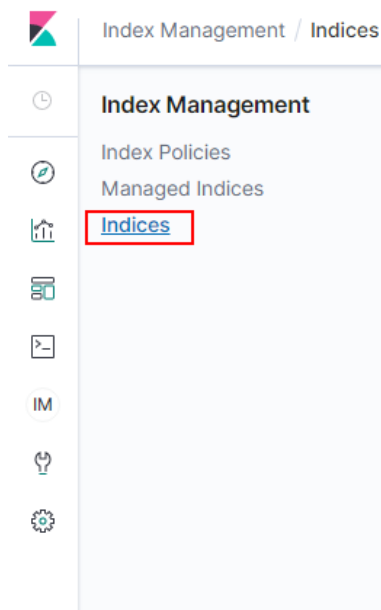 Index Management / Indices
Index Management
Index Policies
Managed Indices
Indices
IM